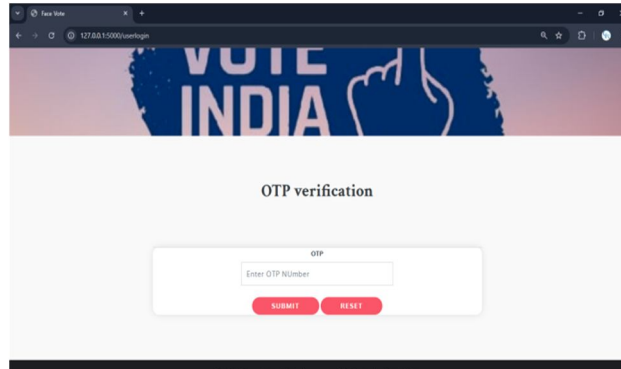 Face Vote
127.0.0.1:5000/userlogin
VOTE
INDIA
OTP verification
OTP
Enter OTP NUmber
SUBMIT RESET